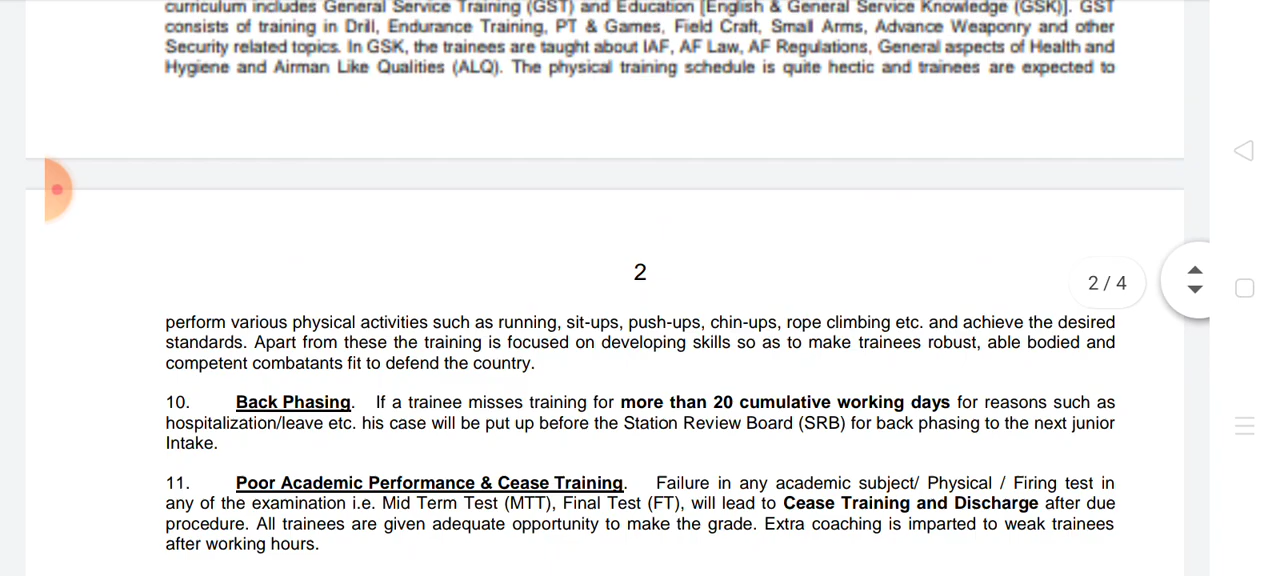 curriculum includes General Service Training (GST) and Education [English & General Service Knowledge (GSK)]. GST
consists of training in Drill, Endurance Training, PT & Games, Field Craft, Small Arms, Advance Weaponry and other
Security related topics. In GSK, the trainees are taught about IAF, AF Law, AF Regulations, General aspects of Health and
Hygiene and Airman Like Qualities (ALQ). The physical training schedule is quite hectic and trainees are expected to
2
2 / 4
perform various physical activities such as running, sit-ups, push-ups, chin-ups, rope climbing etc. and achieve the desired
standards. Apart from these the training is focused on developing skills so as to make trainees robust, able bodied and
competent combatants fit to defend the country.
10. Back Phasing. If a trainee misses training for more than 20 cumulative working days for reasons such as
hospitalization/leave etc. his case will be put up before the Station Review Board (SRB) for back phasing to the next junior
Intake.
11. Poor Academic Performance & Cease Training. Failure in any academic subject/ Physical / Firing test in
any of the examination i.e. Mid Term Test (MTT), Final Test (FT), will lead to Cease Training and Discharge after due
procedure. All trainees are given adequate opportunity to make the grade. Extra coaching is imparted to weak trainees
after working hours.